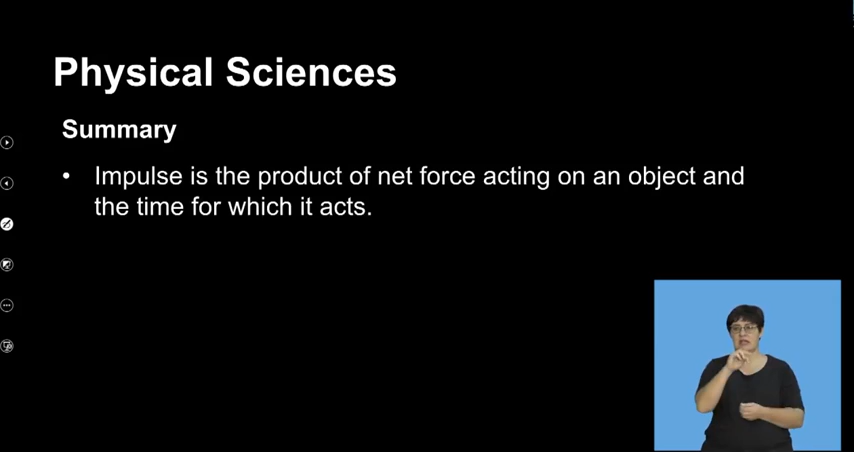 Physical Sciences
Summary
• Impulse is the product of net force acting on an object and
the time for which it acts.